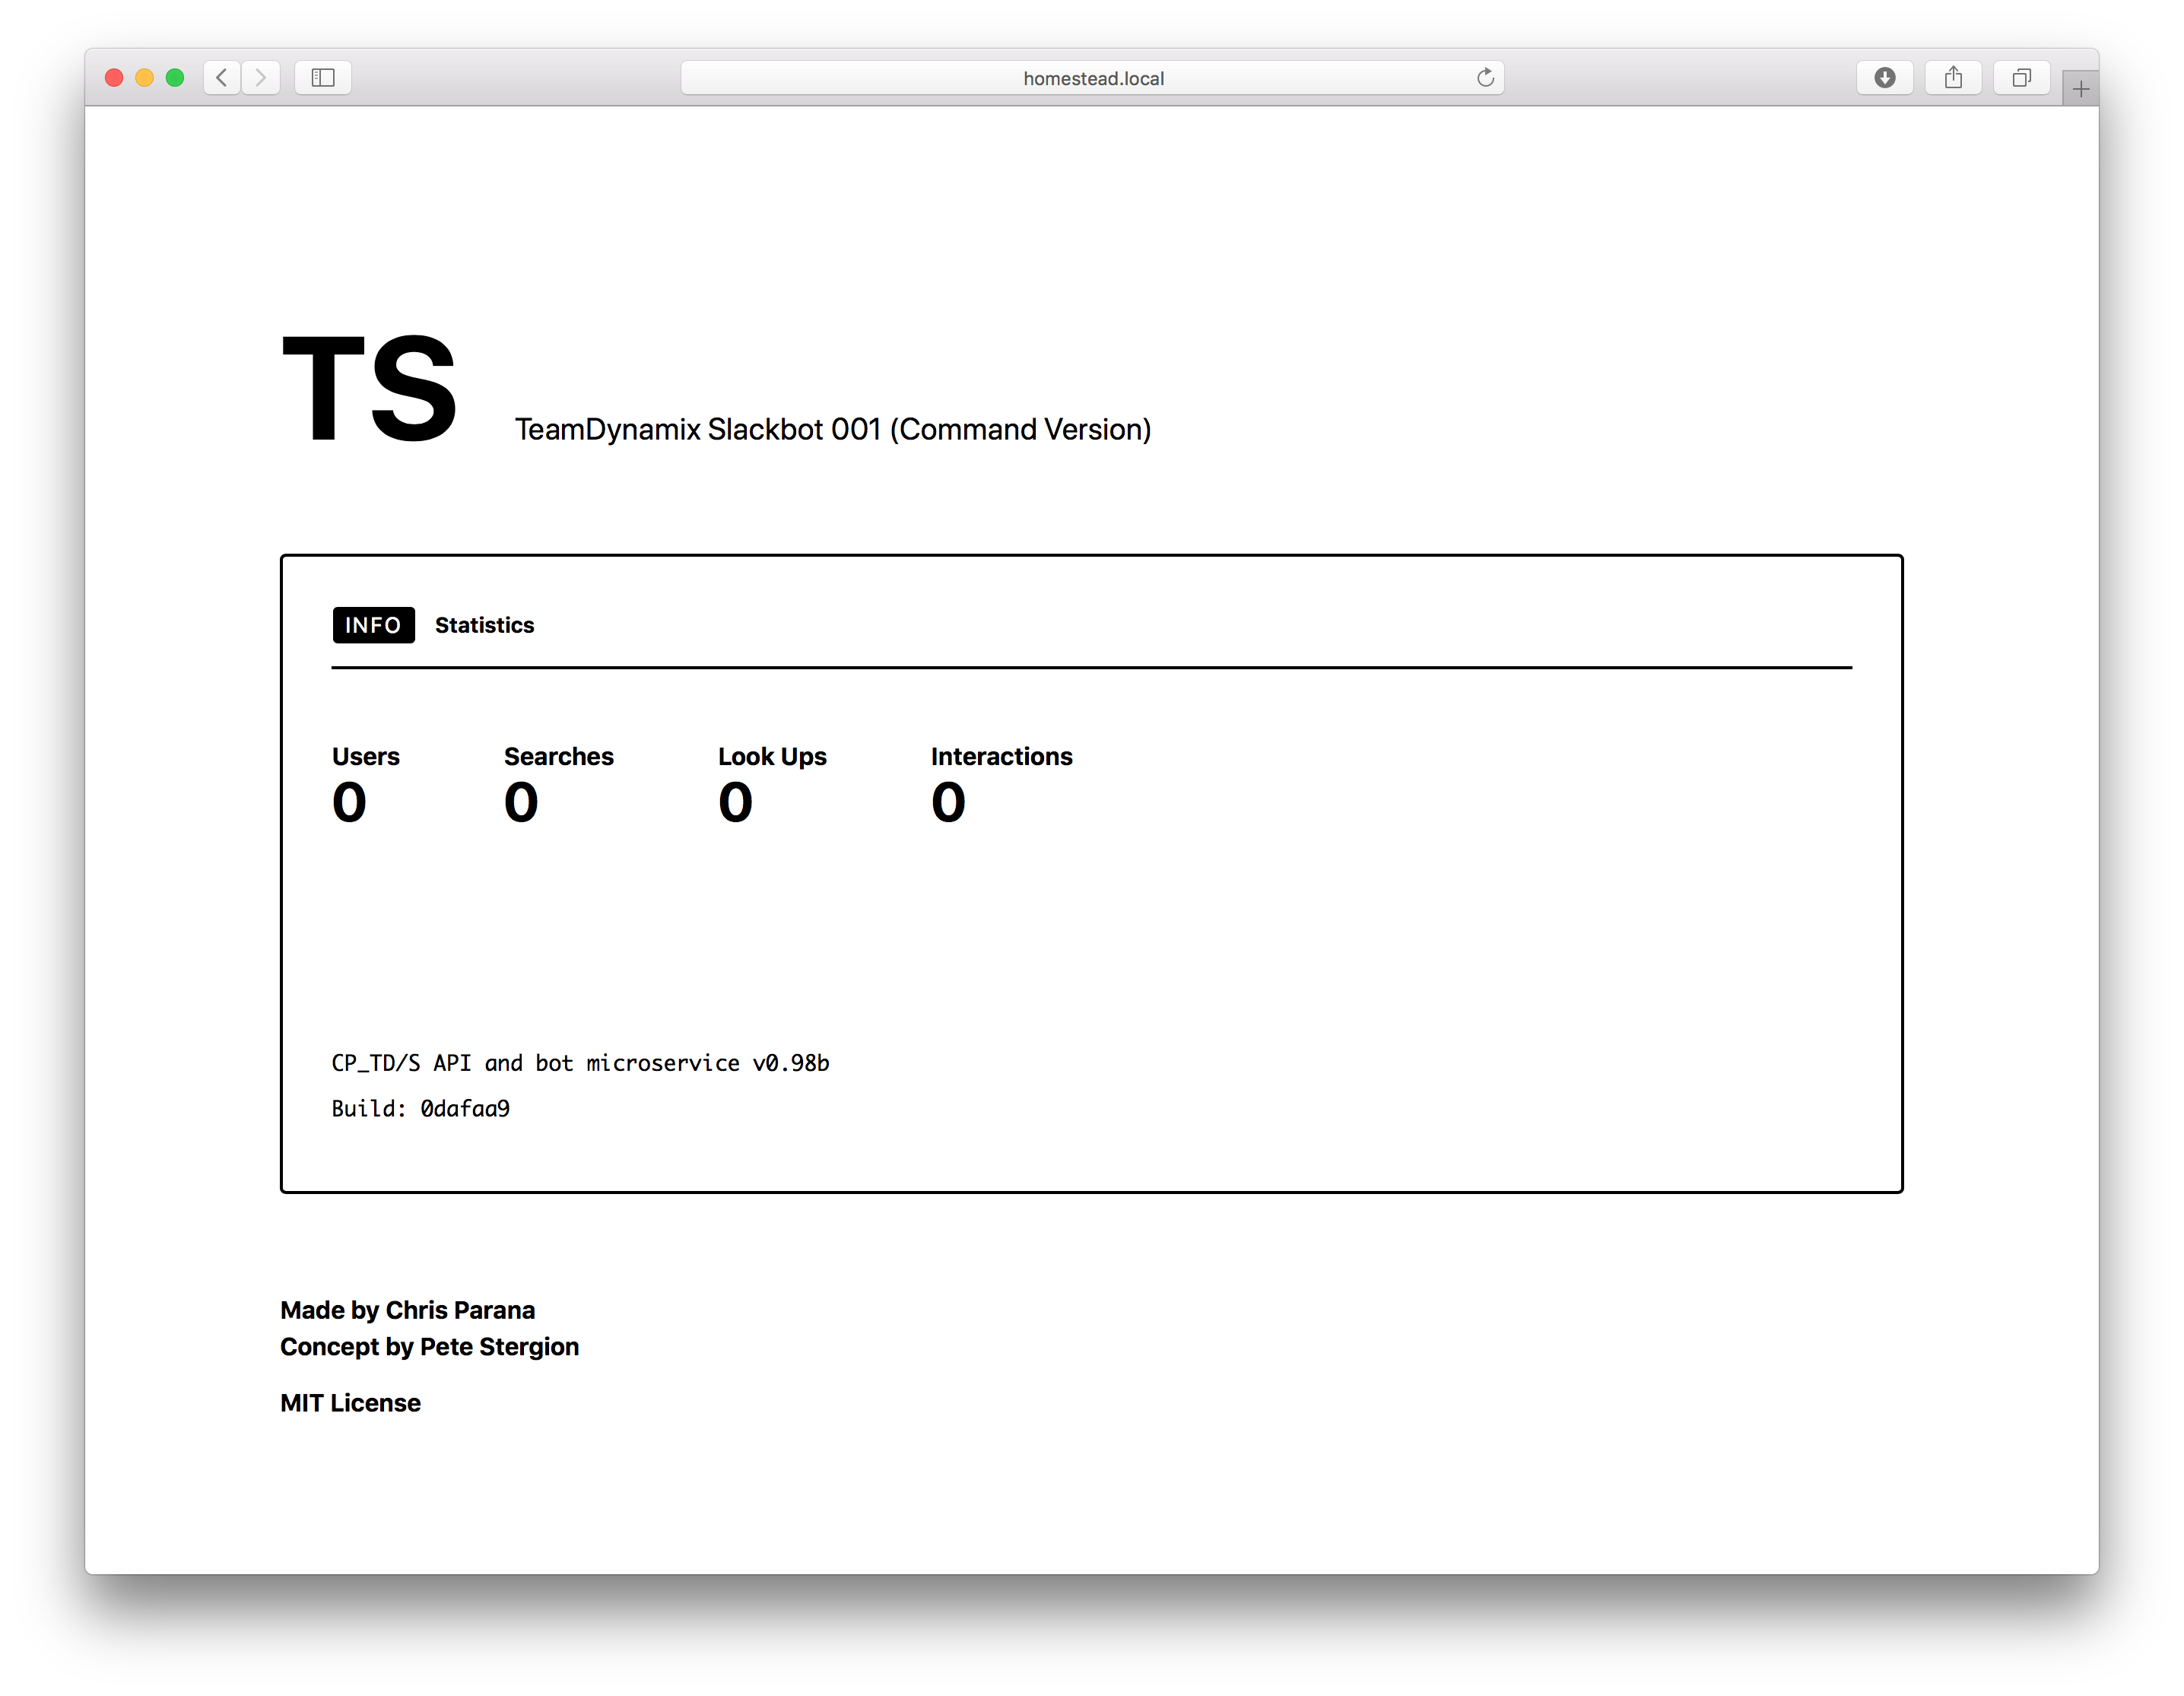 homestead.local
TS
TeamDynamix Slackbot 001 (Command Version)
INFO Statistics
Users Searches Look Ups Interactions
0 0 0 0
CP_TD/S API and bot microservice v0.98b
Build: 0dafaa9
Made by Chris Parana
Concept by Pete Stergion
MIT License